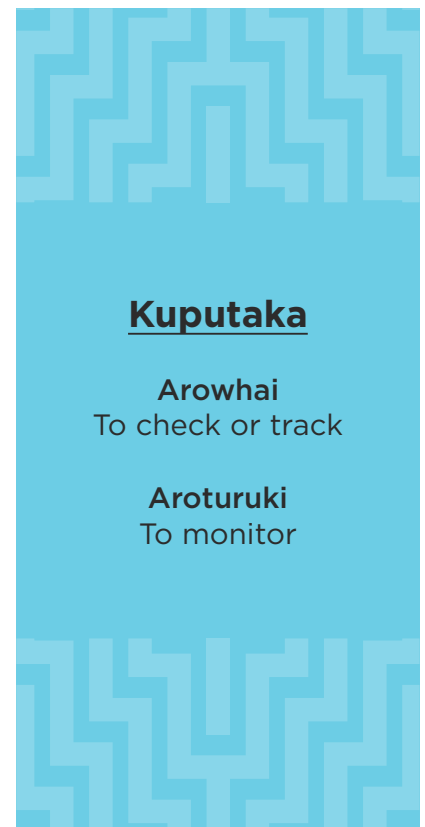 Kuputaka
Arowhai
To check or track
Aroturuki
To monitor